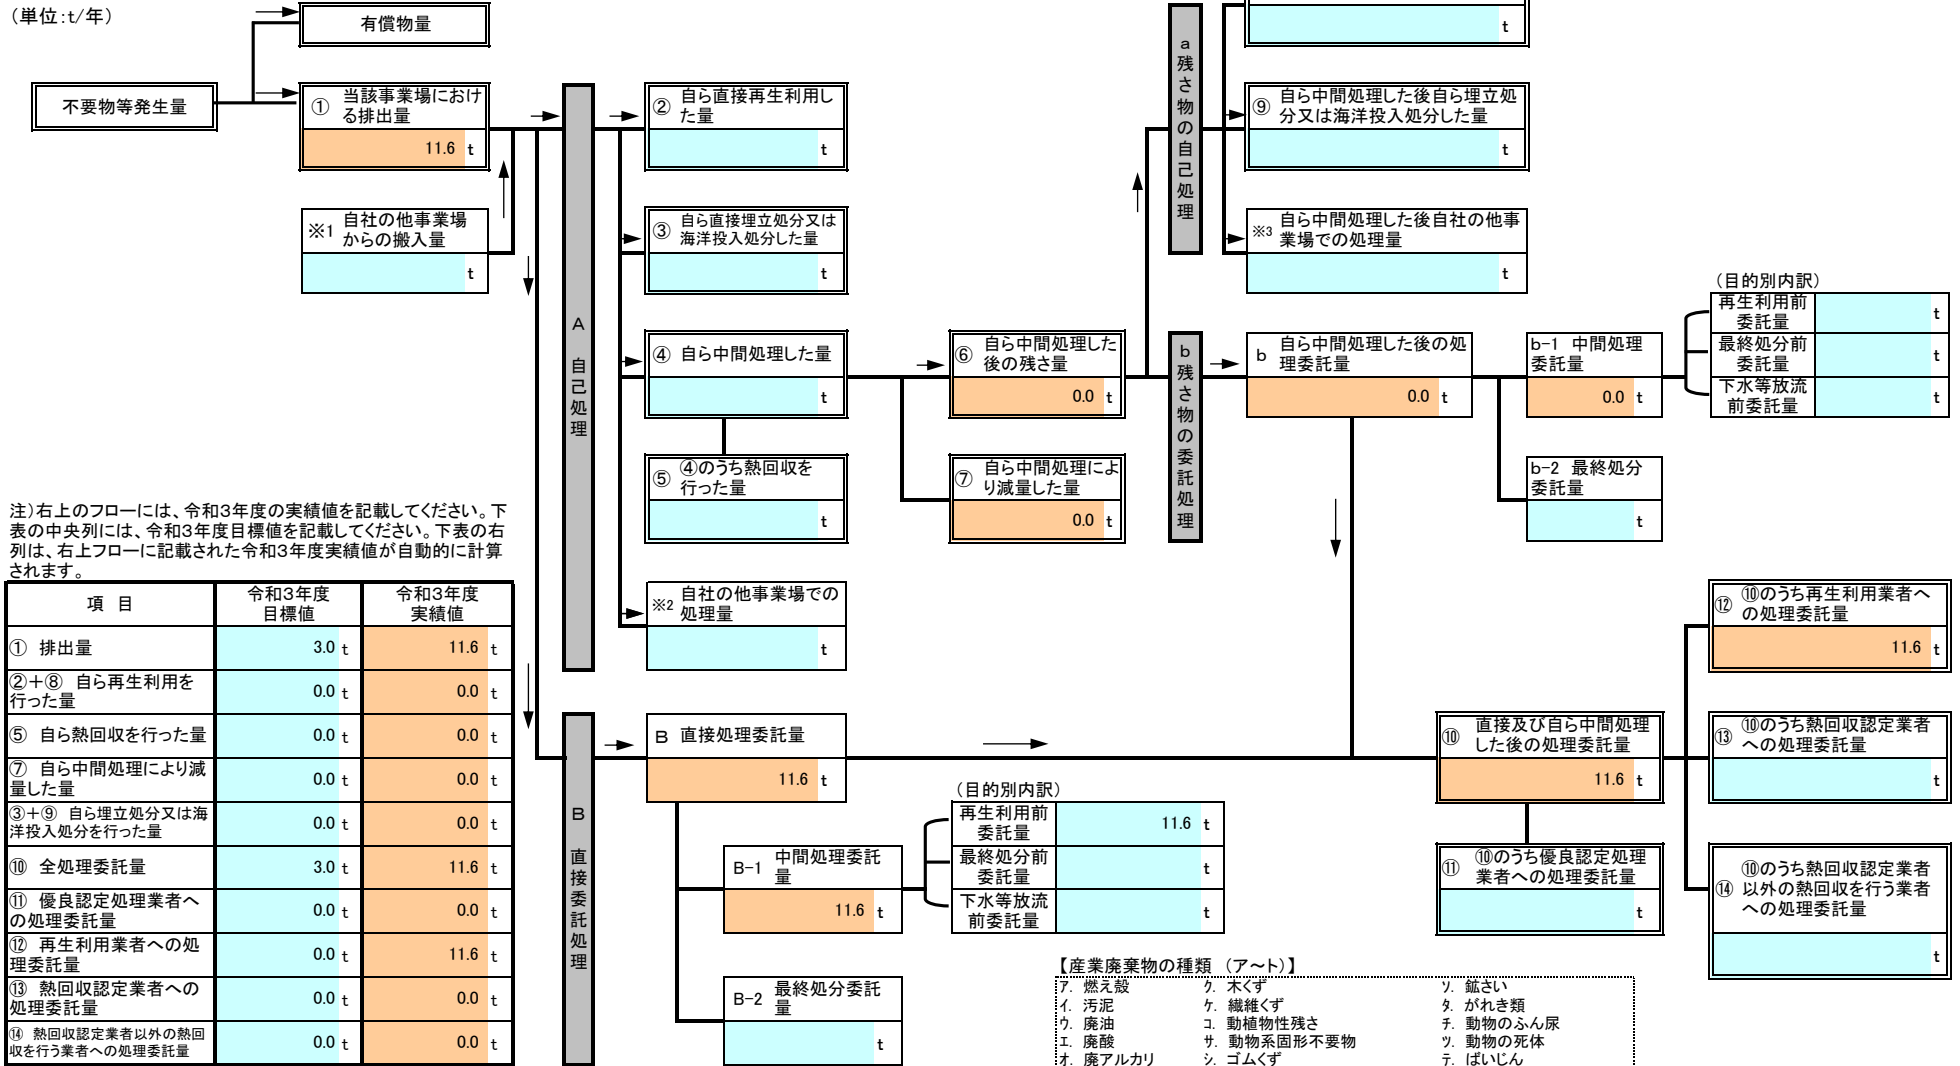 (単位:t/年)
有償物量
不要物等発生量
① 当該事業場におけ
る排出量
11.6 t
※1 自社の他事業場
からの搬入量
t
A 自己処理
② 自ら直接再生利用し
た量
t
③ 自ら直接埋立処分又は
海洋投入処分した量
t
④ 自ら中間処理した量
t
⑤ ④のうち熱回収を
行った量
t
※2 自社の他事業場での
処理量
t
⑥ 自ら中間処理した
後の残さ量
0.0 t
⑦ 自ら中間処理によ
り減量した量
0.0 t
a 残さ物の自己処理
t
⑨ 自ら中間処理した後自ら埋立処
分又は海洋投入処分した量
t
※3 自ら中間処理した後自社の他事
業場での処理量
t
b 残さ物の委託処理
b 自ら中間処理した後の処
理委託量
0.0 t
b-1 中間処理
委託量
0.0 t
b-2 最終処分
委託量
t
(目的別内訳)
再生利用前
委託量
t
最終処分前
委託量
t
下水等放流
前委託量
t
注)右上のフローには、令和3年度の実績値を記載してください。下
表の中央列には、令和3年度目標値を記載してください。下表の右
列は、右上フローに記載された令和3年度実績値が自動的に計算
されます。
項 目 令和3年度
目標値 令和3年度
実績値
① 排出量 3.0 t 11.6 t
②+⑧ 自ら再生利用を
行った量 0.0 t 0.0 t
⑤ 自ら熱回収を行った量 0.0 t 0.0 t
⑦ 自ら中間処理により減
量した量 0.0 t 0.0 t
③+⑨ 自ら埋立処分又は海
洋投入処分を行った量 0.0 t 0.0 t
⑩ 全処理委託量 3.0 t 11.6 t
⑪ 優良認定処理業者へ
の処理委託量 0.0 t 0.0 t
⑫ 再生利用業者への処
理委託量 0.0 t 11.6 t
⑬ 熱回収認定業者への
処理委託量 0.0 t 0.0 t
⑭ 熱回収認定業者以外の熱回
収を行う業者への処理委託量 0.0 t 0.0 t
B 直接委託処理
B 直接処理委託量
11.6 t
B-1 中間処理委託
量
11.6 t
B-2 最終処分委託
量
t
(目的別内訳)
再生利用前
委託量
11.6 t
最終処分前
委託量
t
下水等放流
前委託量
t
⑩ 直接及び自ら中間処理
した後の処理委託量
11.6 t
⑪ ⑩のうち優良認定処理
業者への処理委託量
t
⑫ ⑩のうち再生利用業者へ
の処理委託量
11.6 t
⑬ ⑩のうち熱回収認定業者
への処理委託量
t
⑭ ⑩のうち熱回収認定業者
以外の熱回収を行う業者
への処理委託量
t
【産業廃棄物の種類 (ア~ト)】
ア. 燃え殻 ク. 木くず ソ. 鉱さい
イ. 汚泥 ケ. 繊維くず タ. がれき類
ウ. 廃油 コ. 動植物性残さ チ. 動物のふん尿
エ. 廃酸 サ. 動物系固形不要物 ツ. 動物の死体
オ. 廃アルカリ シ. ゴムくず テ. ばいじん